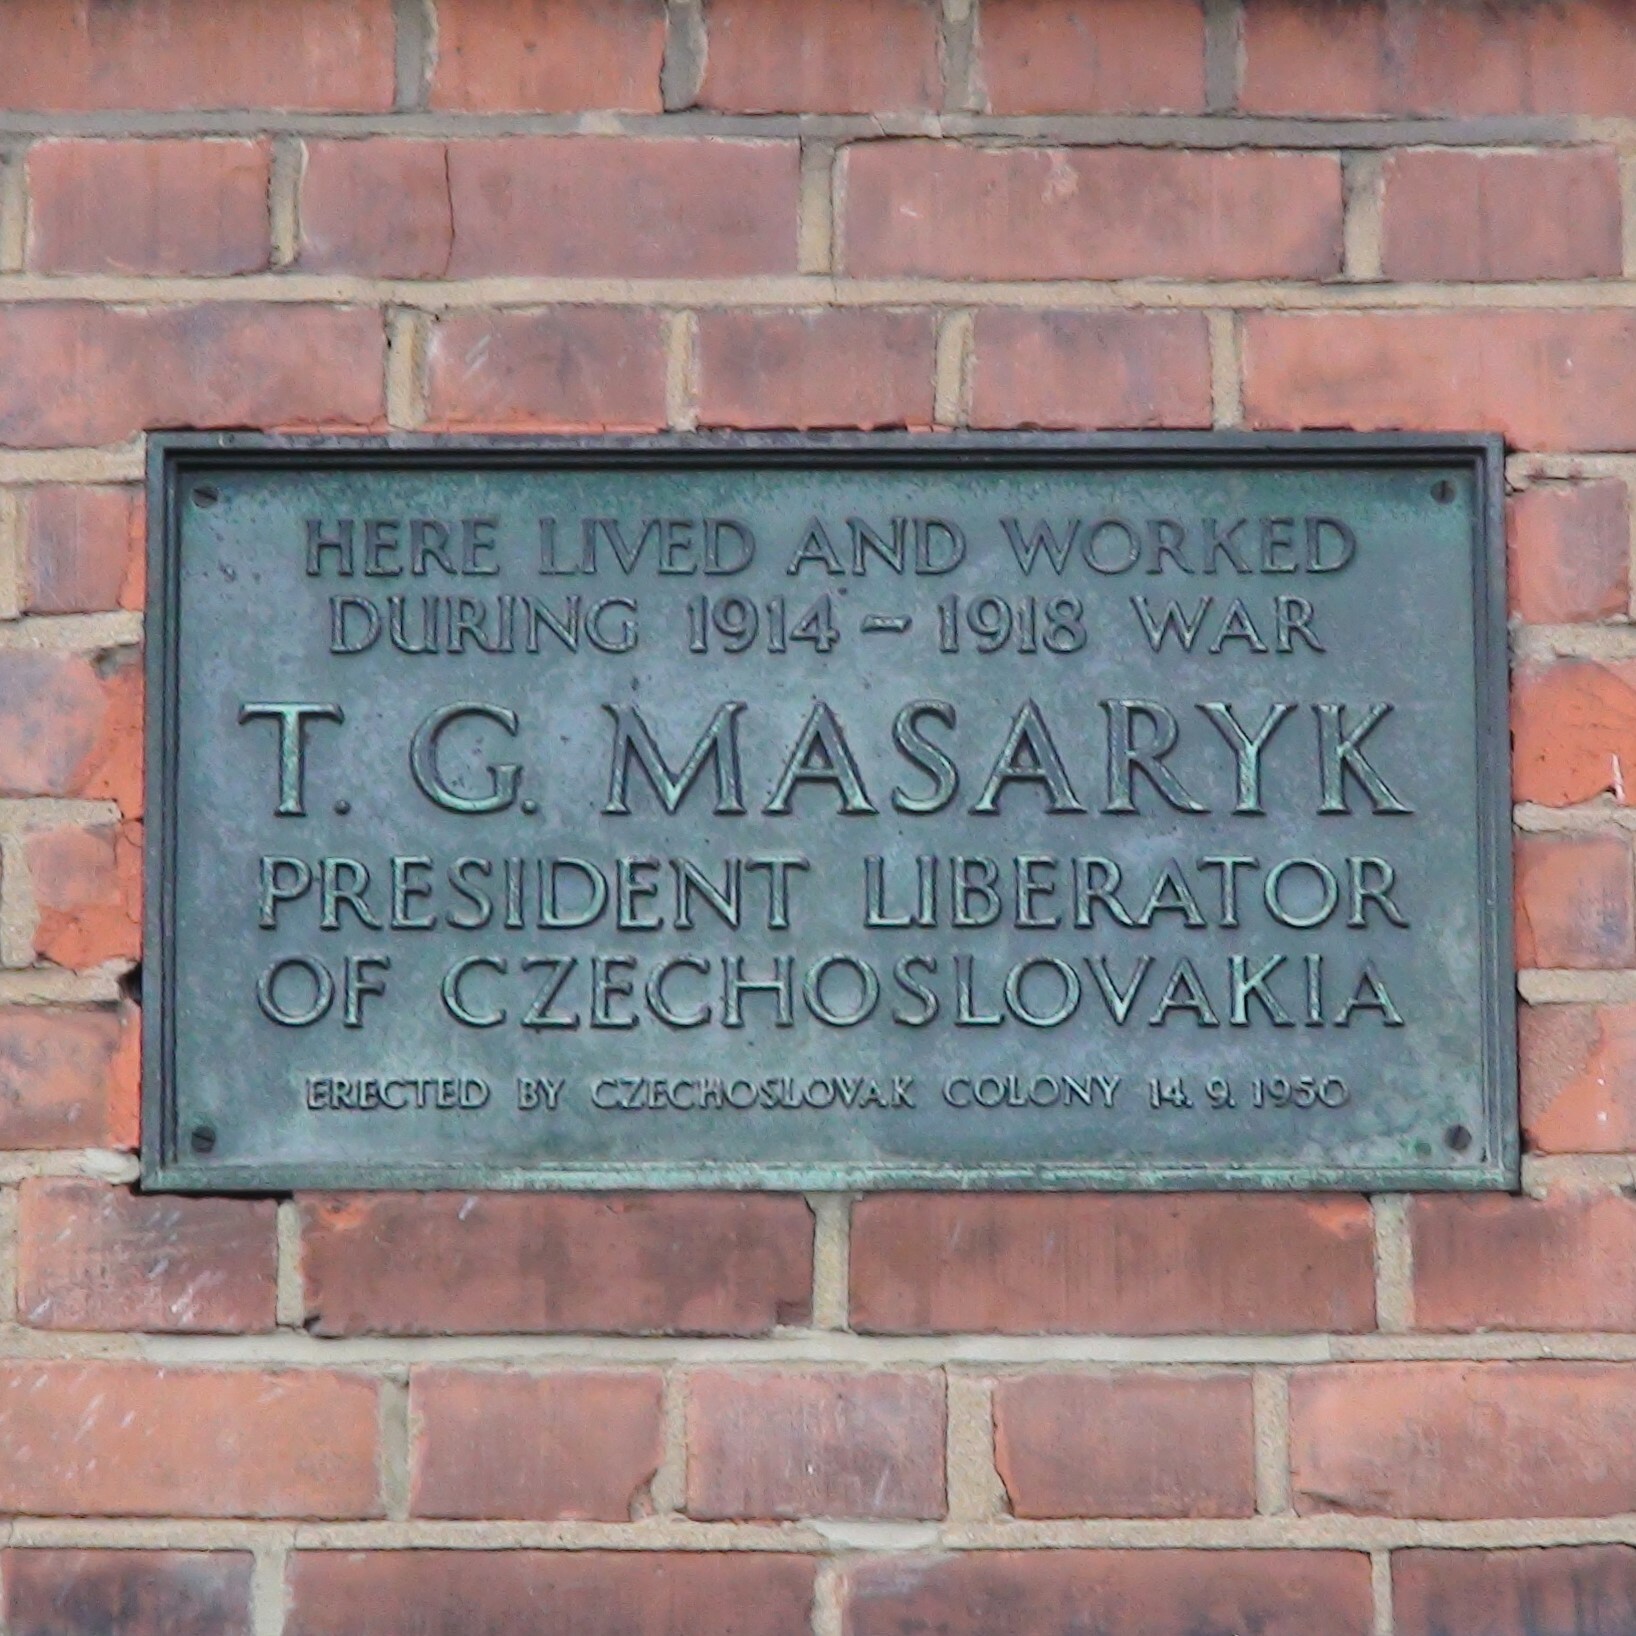 HERE LIVED AND WORKED
DURING 1914 - 1918 WAR
T. G. MASARYK
PRESIDENT LIBERATOR
OF CZECHOSLOVAKIA
ERECTED BY CZECHOSLOVAK COLONY 14. 9. 1950